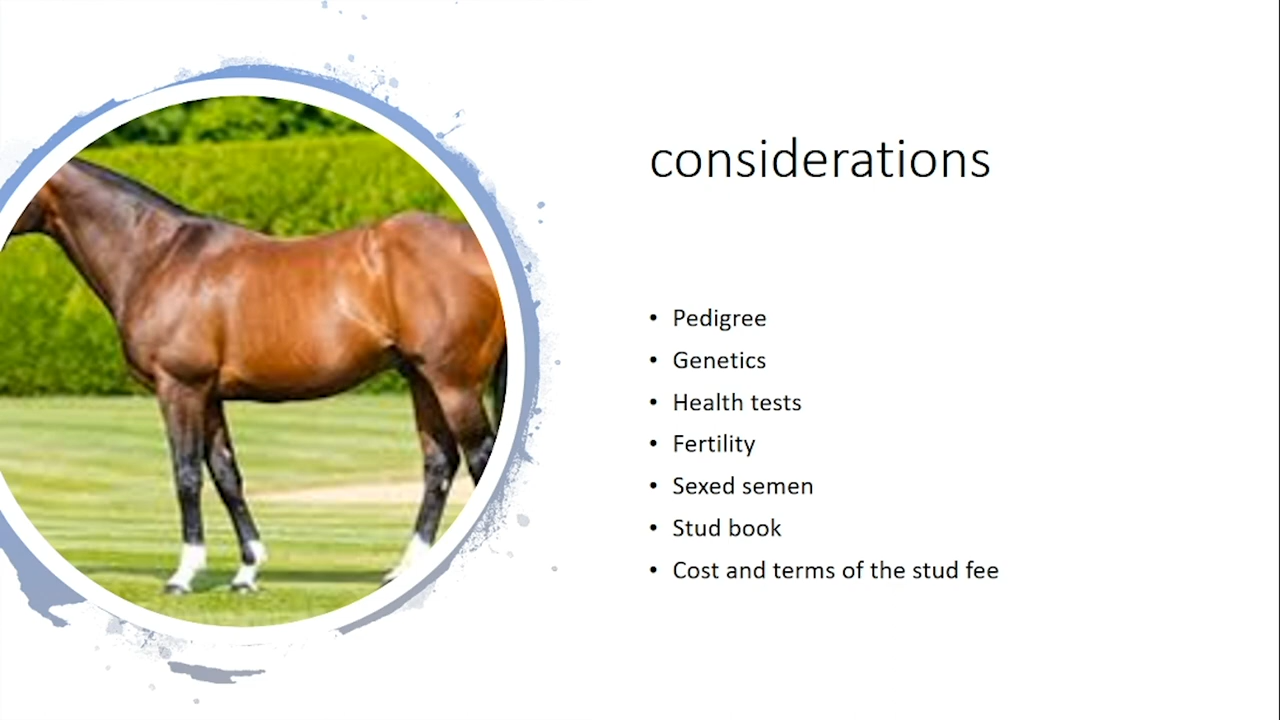 considerations
• Pedigree
• Genetics
• Health tests
• Fertility
• Sexed semen
• Stud book
• Cost and terms of the stud fee